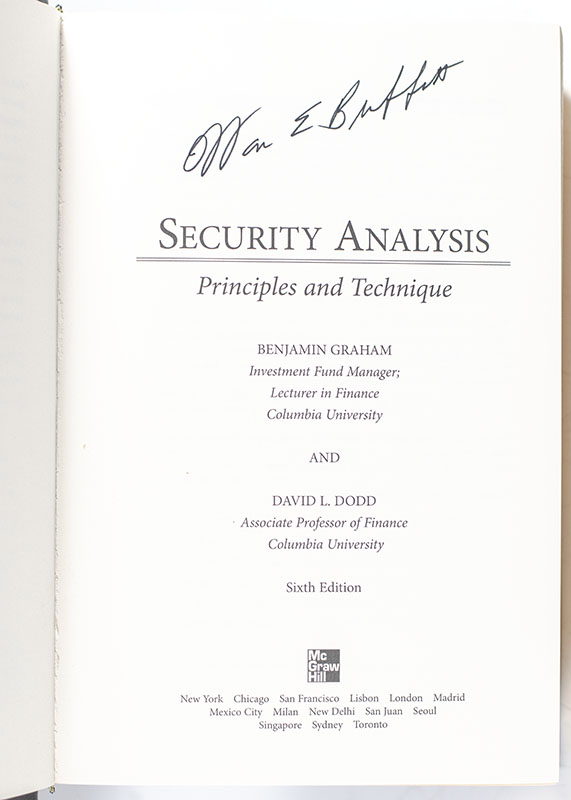 Warren E Buffett
SECURITY ANALYSIS
Principles and Technique
BENJAMIN GRAHAM
Investment Fund Manager;
Lecturer in Finance
Columbia University
AND
DAVID L. DODD
Associate Professor of Finance
Columbia University
Sixth Edition
Mc
Graw
Hill
New York Chicago San Francisco Lisbon London Madrid
Mexico City Milan New Delhi San Juan Seoul
Singapore Sydney Toronto